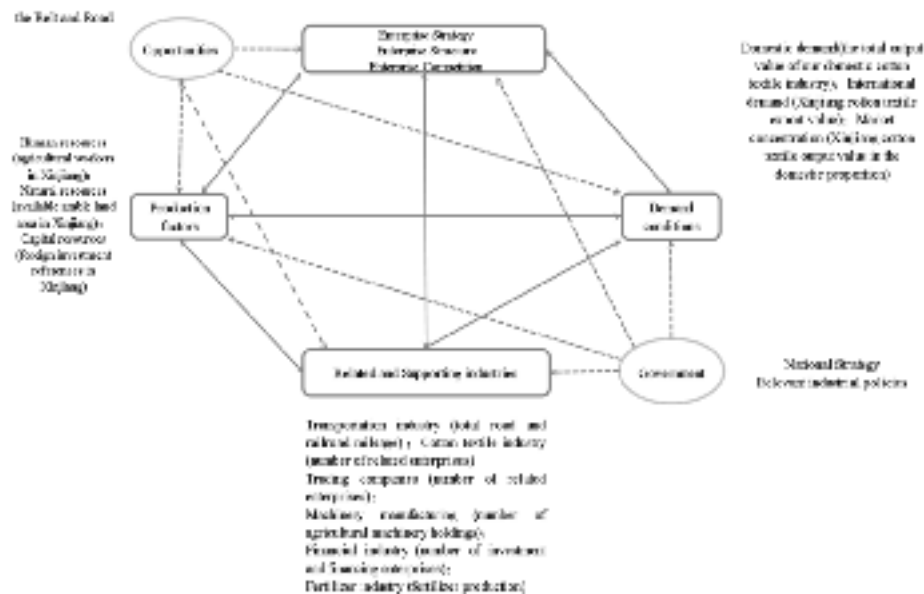 the Belt and Road
Opportunities
Enterprise Strategy
Enterprise Structure
Enterprise Competition
Domestic demand(the total output
value of our domestic cotton
textile industry); International
demand (Xinjiang cotton textile
export value); Market
concentration (Xinjiang cotton
textile output value in the
domestic proportion)
Human resources
(agricultural workers
in Xinjiang);
Natural resources
(available arable land
area in Xinjiang);
Capital resources
(foreign investment
references in
Xinjiang)
Production
factors
Demand
conditions
Related and Supporting industries
Government
National Strategy
Relevant industrial policies
Transportation industry (total road and
railroad mileage) ; Cotton textile industry
(number of related enterprises)
Trading companies (number of related
enterprises);
Machinery manufacturing (number of
agricultural machinery holdings);
Financial industry (number of investment
and financing enterprises);
Fertilizer industry (fertilizer production)